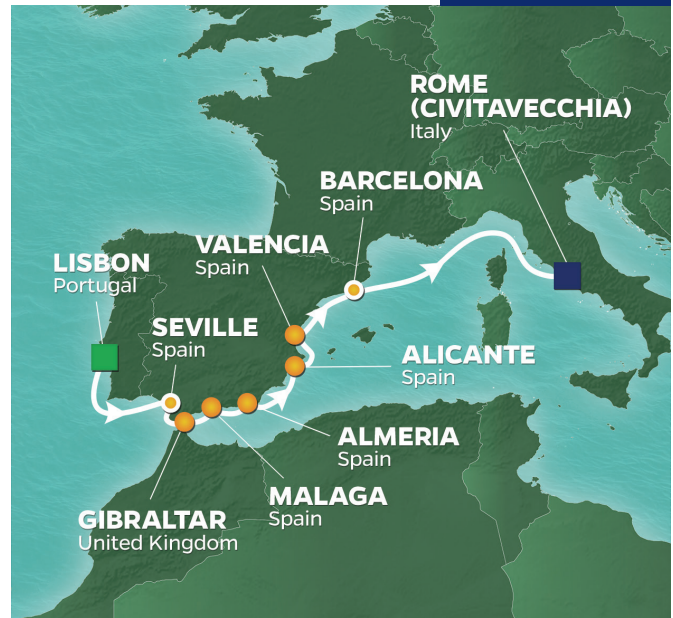 ROME
(CIVITAVECCHIA)
Italy
BARCELONA
Spain
VALENCIA
Spain
LISBON
Portugal
SEVILLE
Spain
ALICANTE
Spain
ALMERIA
Spain
MALAGA
Spain
GIBRALTAR
United Kingdom